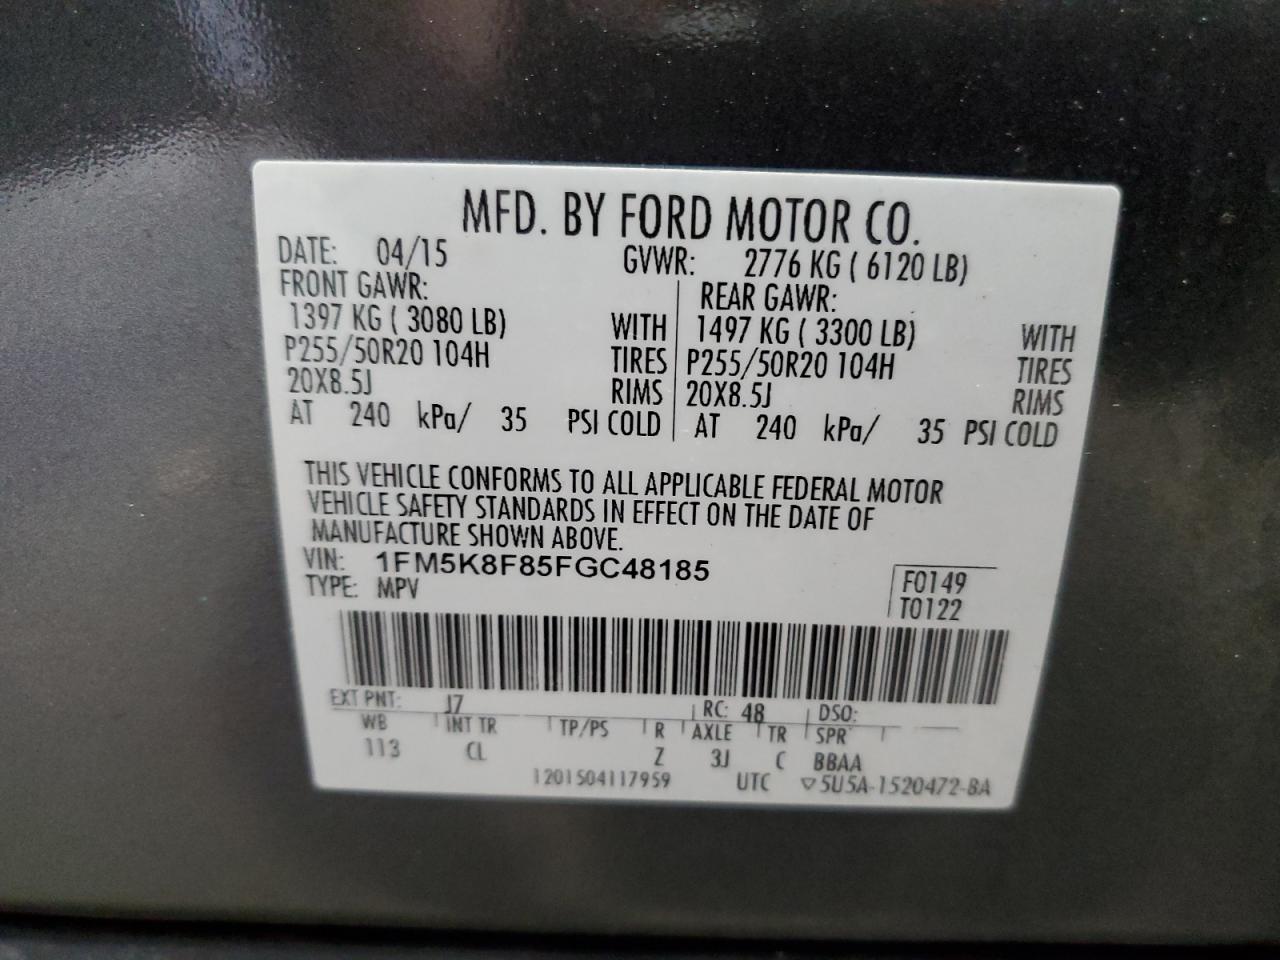 MFD. BY FORD MOTOR CO.
DATE: 04/15 GVWR: 2776 KG ( 6120 LB)
FRONT GAWR: REAR GAWR:
1397 KG ( 3080 LB) WITH 1497 KG ( 3300 LB) WITH
P255/50R20 104H TIRES P255/50R20 104H TIRES
20X8.5J RIMS 20X8.5J RIMS
AT 240 kPa/ 35 PSI COLD AT 240 kPa/ 35 PSI COLD
THIS VEHICLE CONFORMS TO ALL APPLICABLE FEDERAL MOTOR
VEHICLE SAFETY STANDARDS IN EFFECT ON THE DATE OF
MANUFACTURE SHOWN ABOVE.
VIN: 1FM5K8F85FGC48185
TYPE: MPV
F0149
T0122
EXT PNT: J7 RC: 48 DSO:
WB INT TR TP/PS R AXLE TR SPR
113 CL Z 3J C BBAA
1201504117959 UTC ▽5U5A-1520472-BA